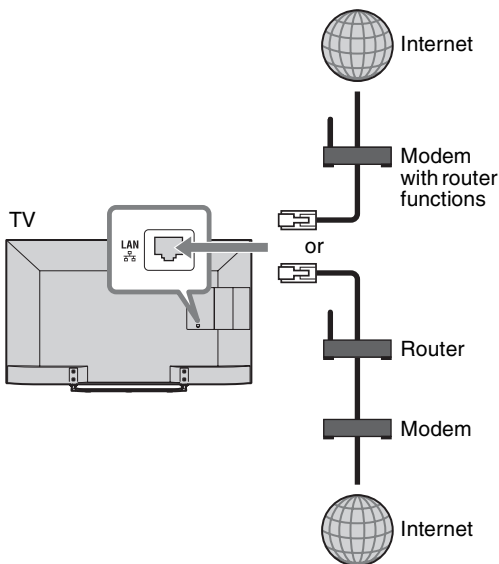 Internet
Modem
with router
functions
TV
LAN
or
Router
Modem
Internet